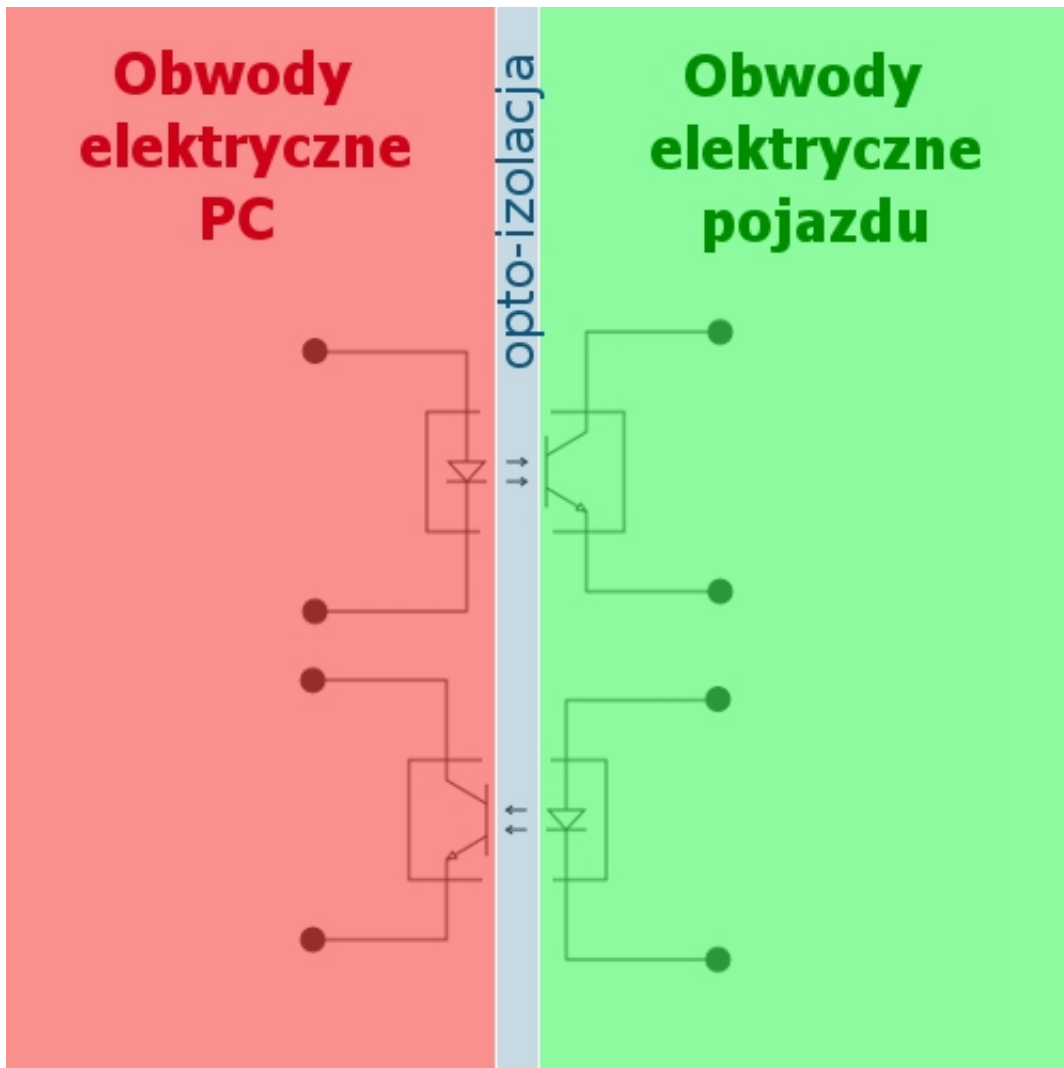 Obwody
elektryczne
PC
opto-izolacja
Obwody
elektryczne
pojazdu